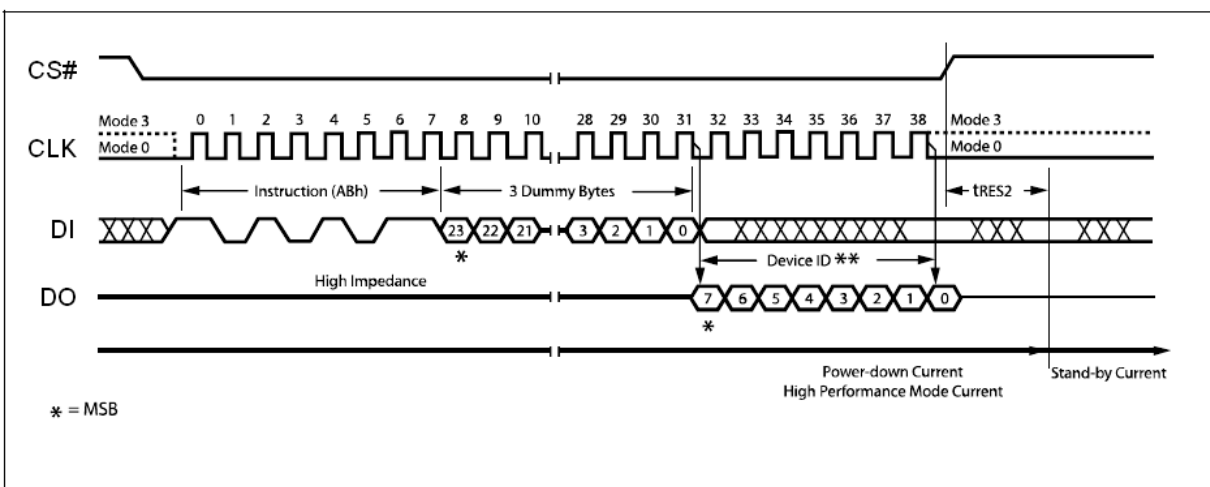 CS#
Mode 3 0 1 2 3 4 5 6 7 8 9 10 28 29 30 31 32 33 34 35 36 37 38 Mode 3
CLK Mode 0 Mode 0
Instruction (ABh) 3 Dummy Bytes tRES2
DI 23 22 21 3 2 1 0
* Device ID **
High Impedance
DO 7 6 5 4 3 2 1 0
*
Power-down Current Stand-by Current
High Performance Mode Current
* = MSB